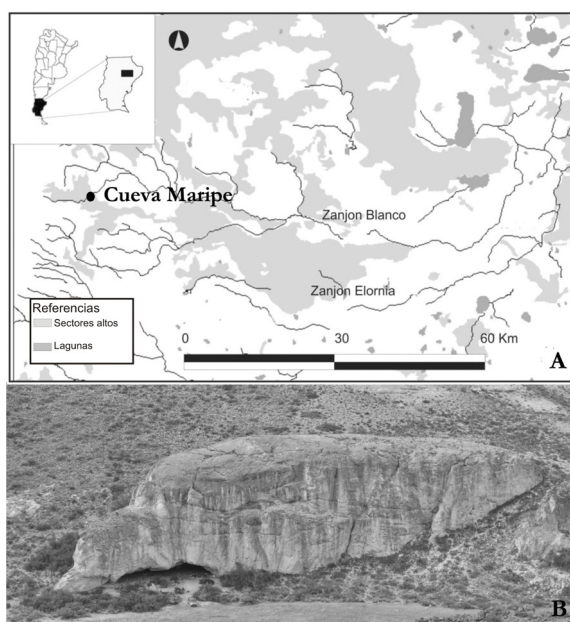 Cueva Maripe
Zanjon Blanco
Zanjon Elornia
Referencias
Sectores altos
Lagunas
0 30 60 Km
A
B